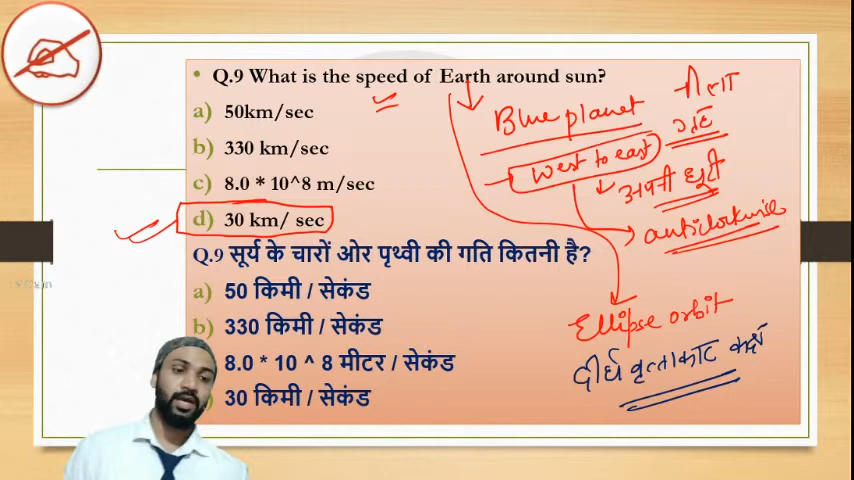 Q.9 What is the speed of Earth around sun?
a) 50km/sec
b) 330 km/sec
c) 8.0 * 10^8 m/sec
d) 30 km/ sec
Q.9 सूर्य के चारों ओर पृथ्वी की गति कितनी है?
a) 50 किमी / सेकंड
b) 330 किमी / सेकंड
8.0 * 10 ^ 8 मीटर / सेकंड
30 किमी / सेकंड
Blue planet
नीला
ग्रह
west to east
अपनी धूरी
anticlockwise
Ellipse orbit
दीर्घ वृत्ताकार कक्ष